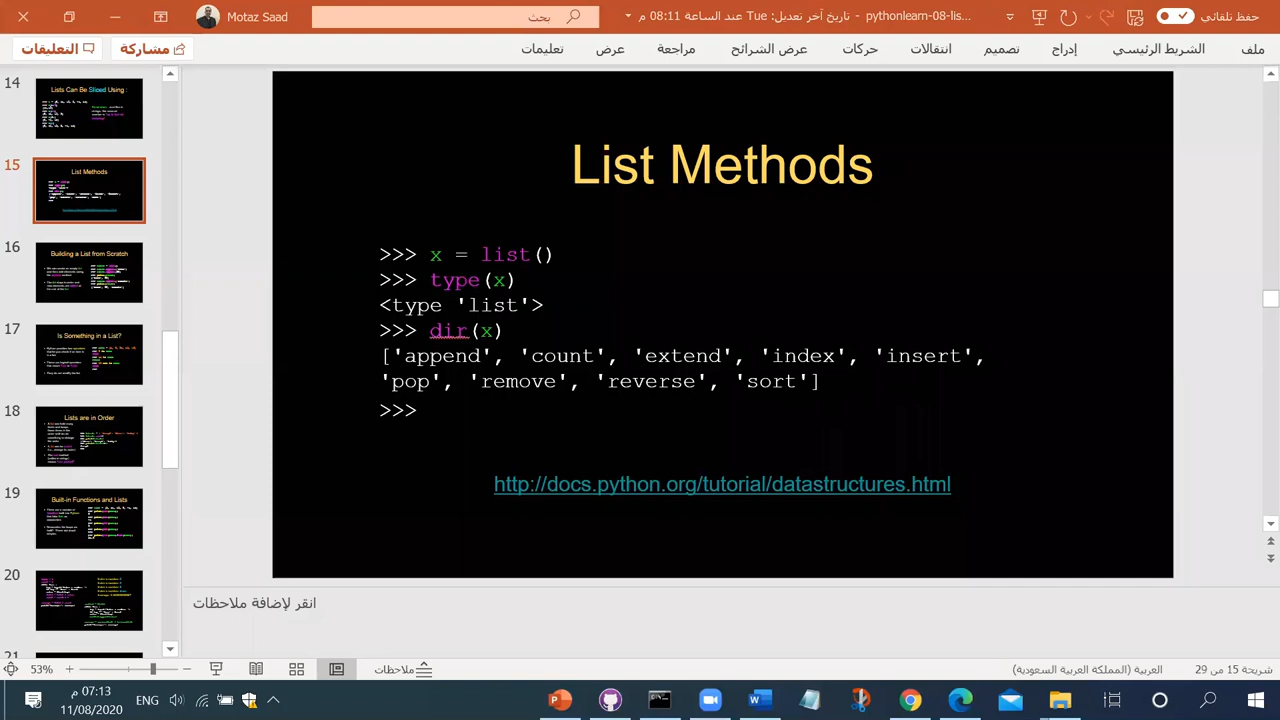 Motaz Saad
بحث
pythonlearn-08-lis... - تاريخ آخر تعديل: Tue عند الساعة 08:11 م
حفظ تلقائي
ملف
الشريط الرئيسي
إدراج
تصميم
انتقالات
حركات
عرض الشرائح
مراجعة
عرض
تعليمات
مشاركة
التعليقات
14
Lists Can Be Sliced Using :
15
List Methods
16
Building a List from Scratch
17
Is Something in a List?
18
Lists are in Order
19
Built-in Functions and Lists
20
21
List Methods
>>> x = list()
>>> type(x)
<type 'list'>
>>> dir(x)
['append', 'count', 'extend', 'index', 'insert',
'pop', 'remove', 'reverse', 'sort']
>>>
http://docs.python.org/tutorial/datastructures.html
انقر لإضافة ملاحظات
شريحة 15 من 29
العربية (المملكة العربية السعودية)
ملاحظات
53%
07:13 م
11/08/2020
ENG